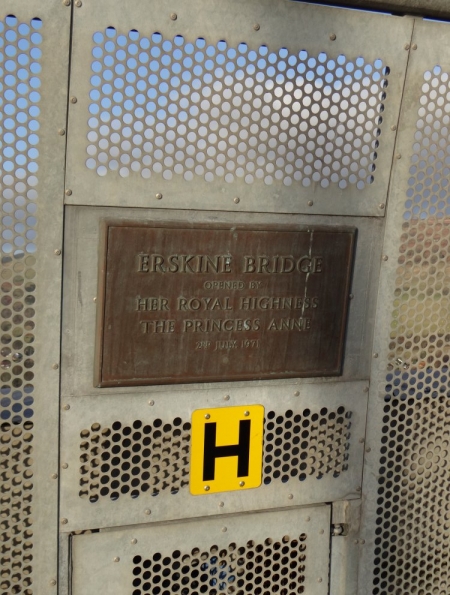 ERSKINE BRIDGE
OPENED BY
HER ROYAL HIGHNESS
THE PRINCESS ANNE
JULY 1971
H